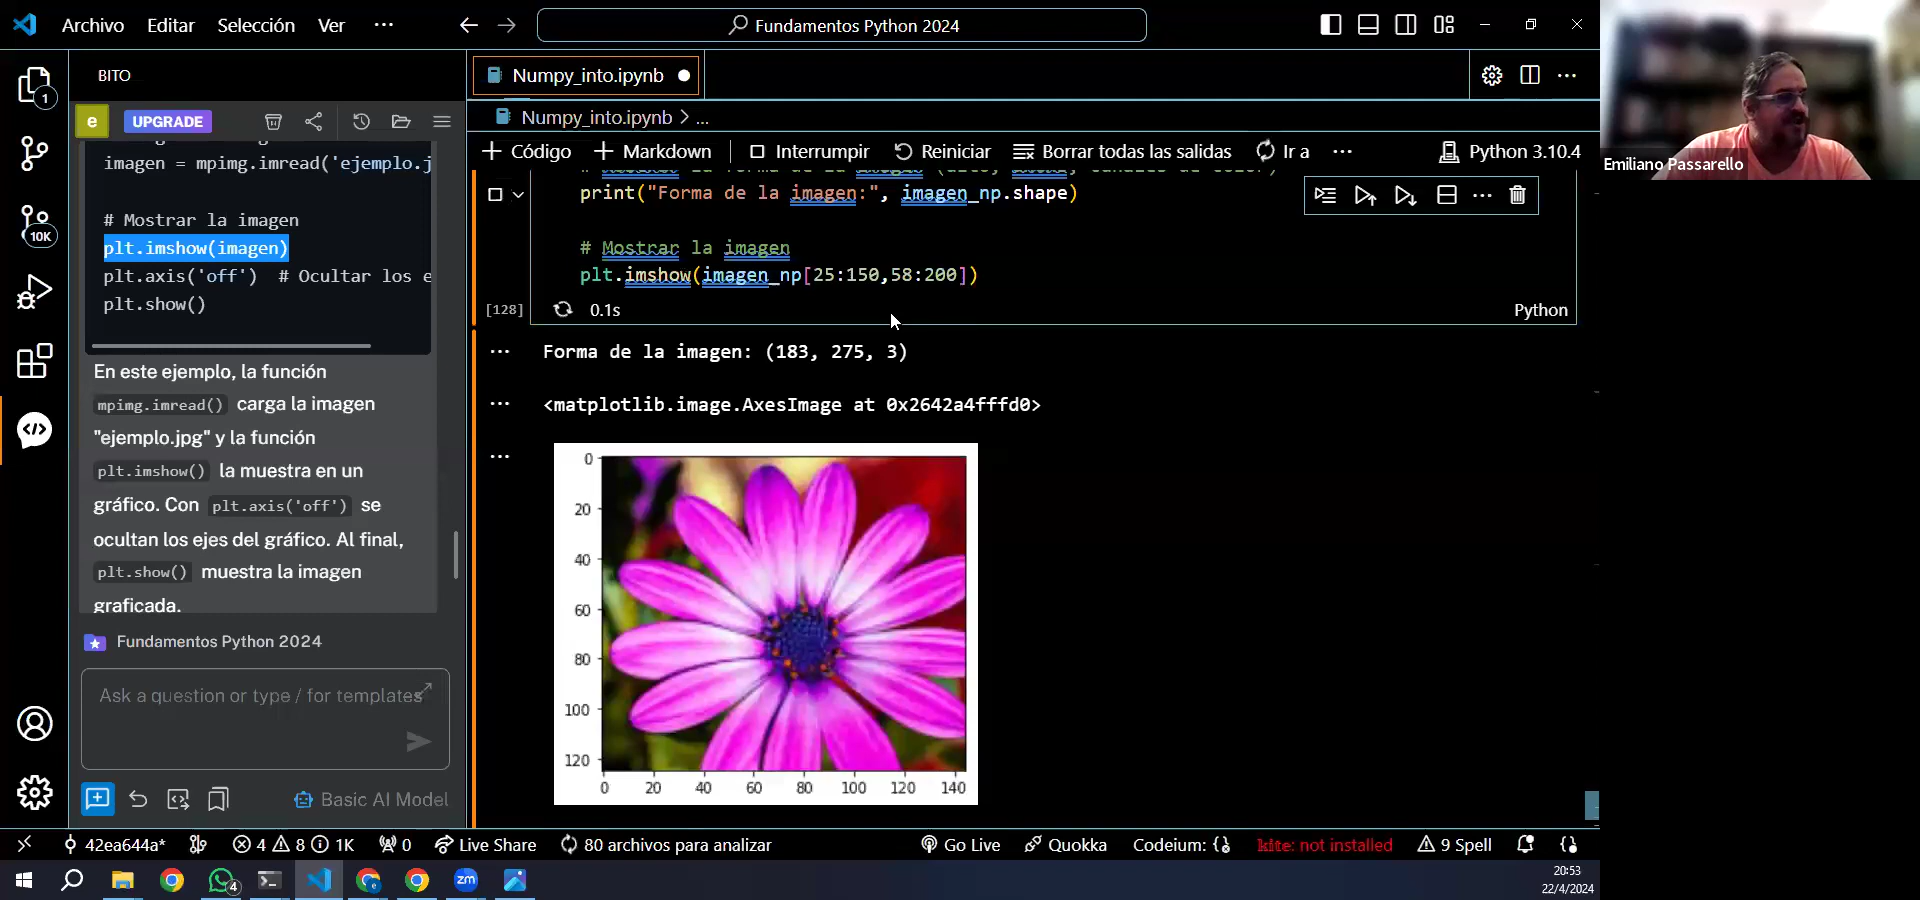 Archivo Editar Selección Ver ···
Fundamentos Python 2024
BITO
Numpy_into.ipynb
Numpy_into.ipynb > ...
e UPGRADE
Código Markdown Interrumpir Reiniciar Borrar todas las salidas Ir a ··· Python 3.10.4
imagen = mpimg.imread('ejemplo.j
# Mostrar la imagen
plt.imshow(imagen)
plt.axis('off') # Ocultar los e
plt.show()
En este ejemplo, la función
mpimg.imread() carga la imagen
"ejemplo.jpg" y la función
plt.imshow() la muestra en un
gráfico. Con plt.axis('off') se
ocultan los ejes del gráfico. Al final,
plt.show() muestra la imagen
graficada.
Fundamentos Python 2024
Ask a question or type / for templates
Basic AI Model
print("Forma de la imagen:", imagen_np.shape)
# Mostrar la imagen
plt.imshow(imagen_np[25:150,58:200])
[128] 0.1s Python
Forma de la imagen: (183, 275, 3)
<matplotlib.image.AxesImage at 0x2642a4fffd0>
0
20
40
60
80
100
120
0 20 40 60 80 100 120 140
Emiliano Passarello
1
10K
42ea644a* 4 8 1K 0 Live Share 80 archivos para analizar Go Live Quokka Codeium: {} kite: not installed 9 Spell
4
zm
20:53
22/4/2024